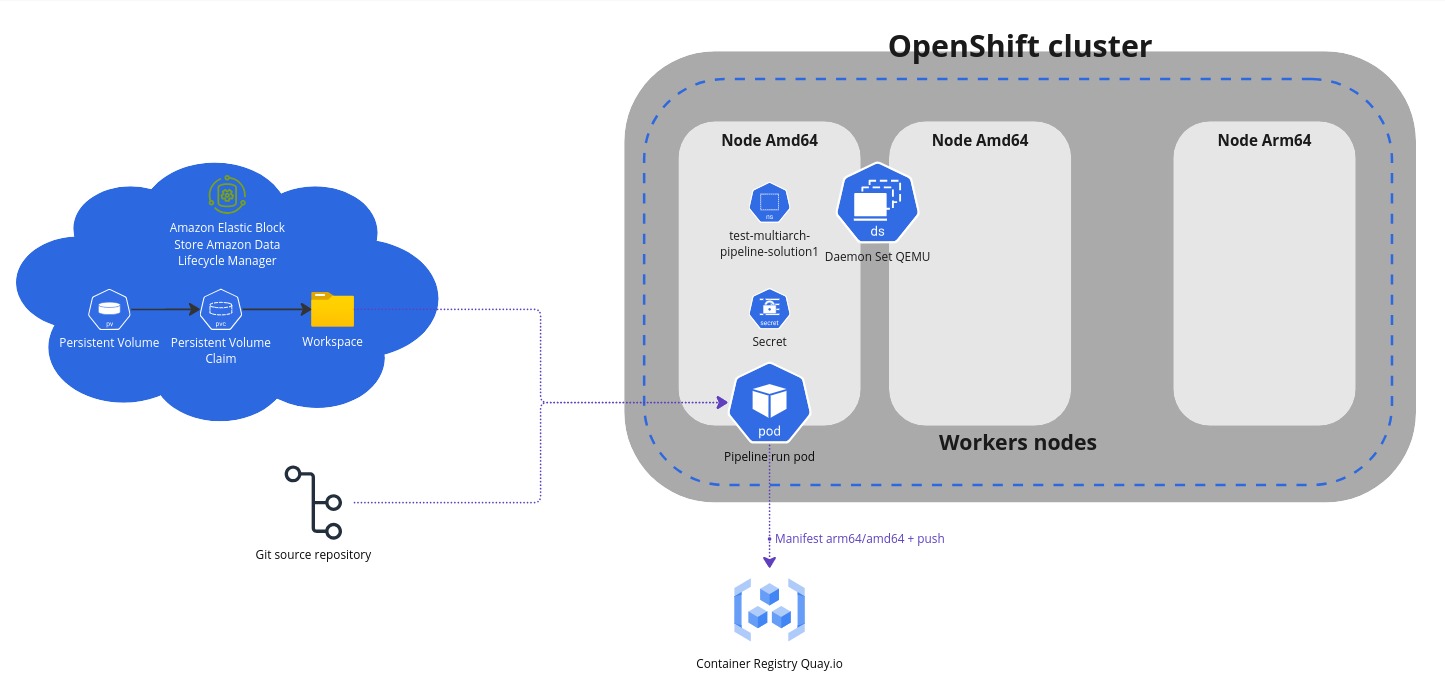 OpenShift cluster
Node Amd64
Node Amd64
Node Arm64
ns
test-multiarch-
pipeline-solution1
ds
Daemon Set QEMU
secret
Secret
pod
Pipeline run pod
Workers nodes
Amazon Elastic Block
Store Amazon Data
Lifecycle Manager
pv
Persistent Volume
pvc
Persistent Volume
Claim
Workspace
Git source repository
Manifest arm64/amd64 + push
Container Registry Quay.io